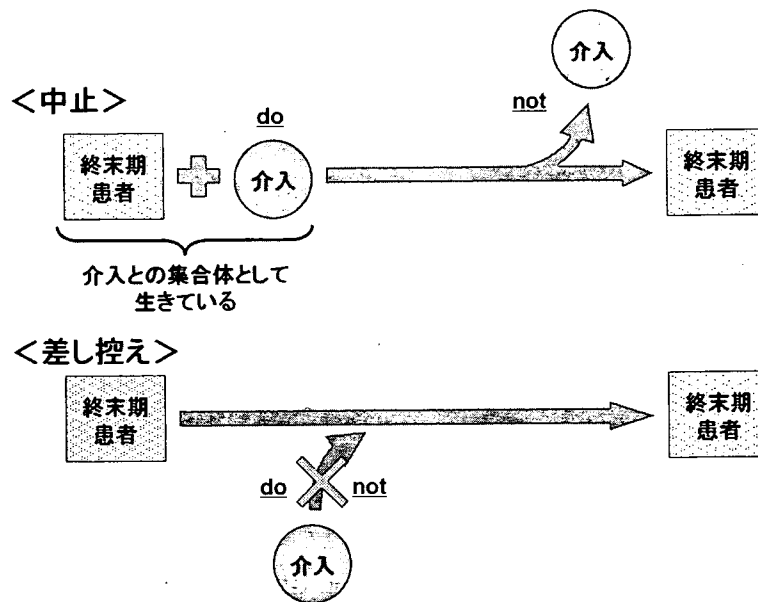 介入
<中止>
do
not
終末期
患者
介入
終末期
患者
介入との集合体として
生きている
<差し控え>
終末期
患者
終末期
患者
do
not
介入